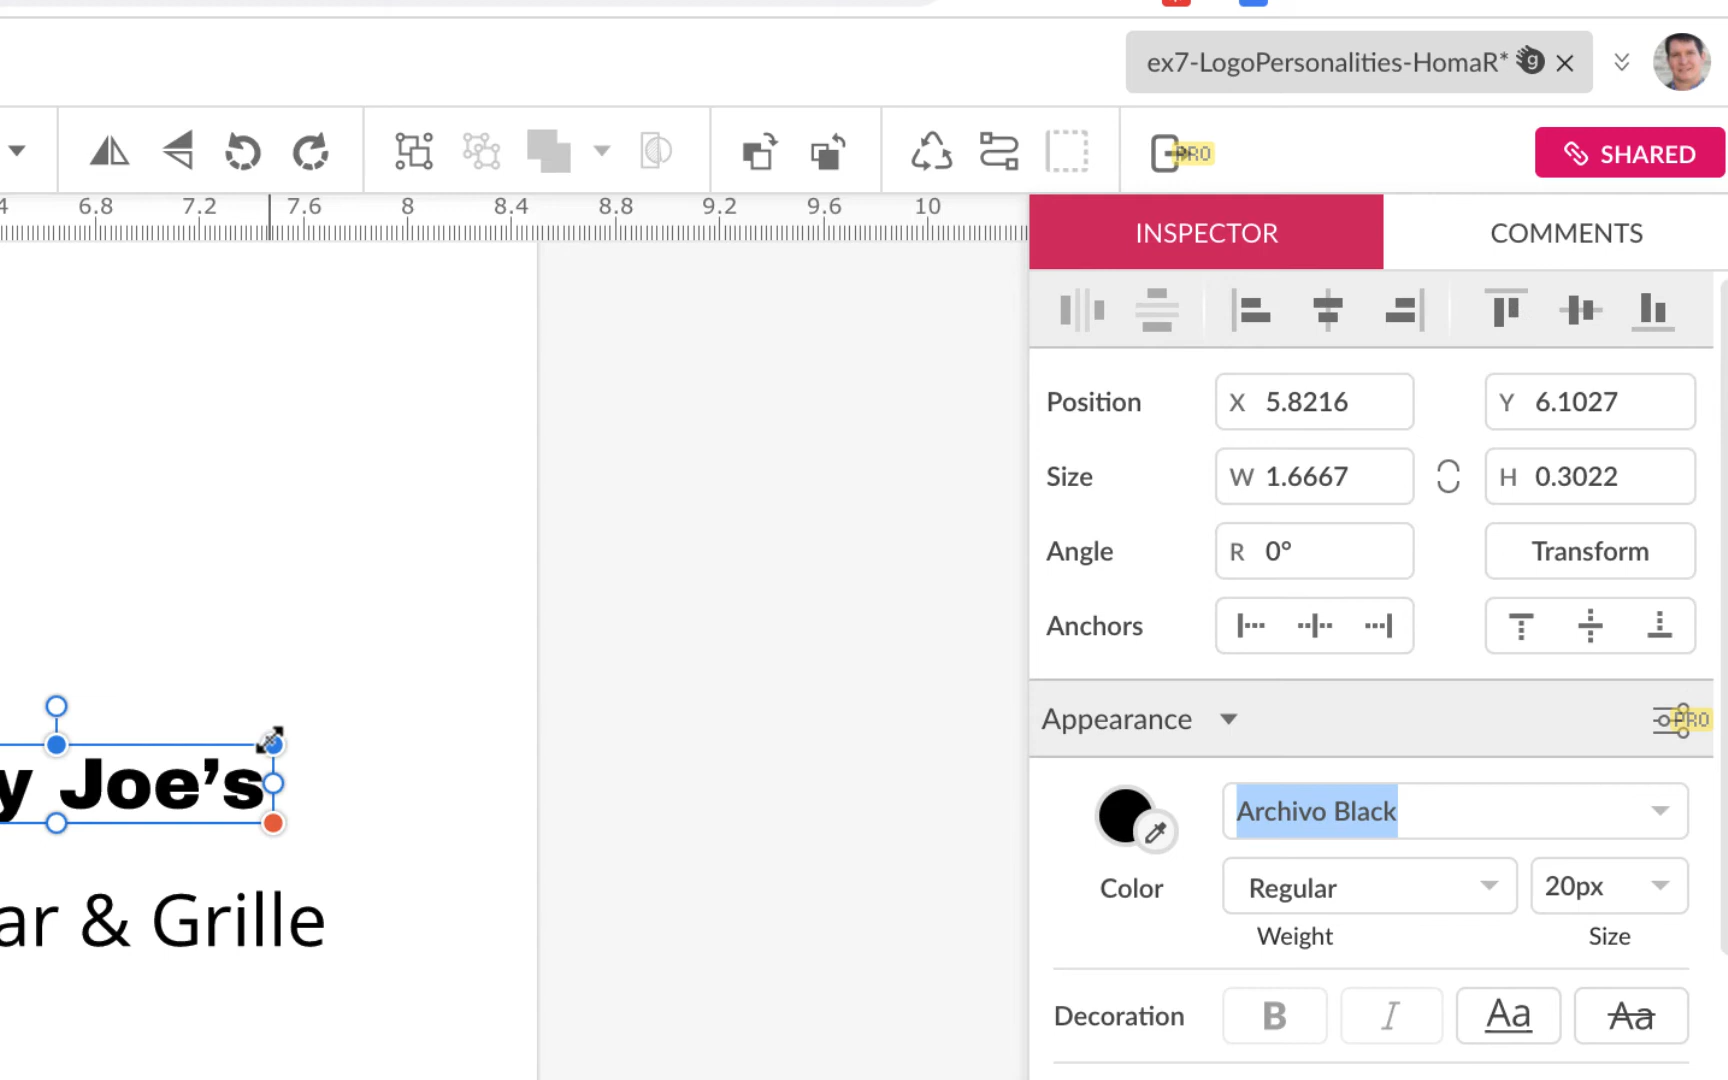 ex7-LogoPersonalities-HomaR*
PRO
SHARED
4 6.8 7.2 7.6 8 8.4 8.8 9.2 9.6 10
INSPECTOR
COMMENTS
Position X 5.8216 Y 6.1027
Size W 1.6667 H 0.3022
Angle R 0° Transform
Anchors
Appearance PRO
Archivo Black
Color Regular 20px
Weight Size
Decoration B I Aa Aa
y Joe’s
ar & Grille